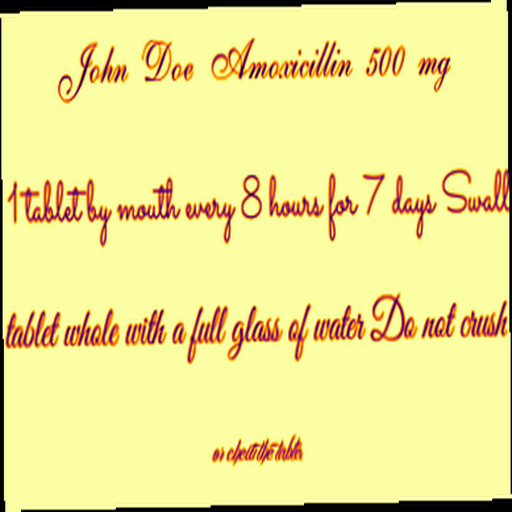 John Doe Amoxicillin 500 mg
1 tablet by mouth every 8 hours for 7 days Swall
tablet whole with a full glass of water Do not crush
or